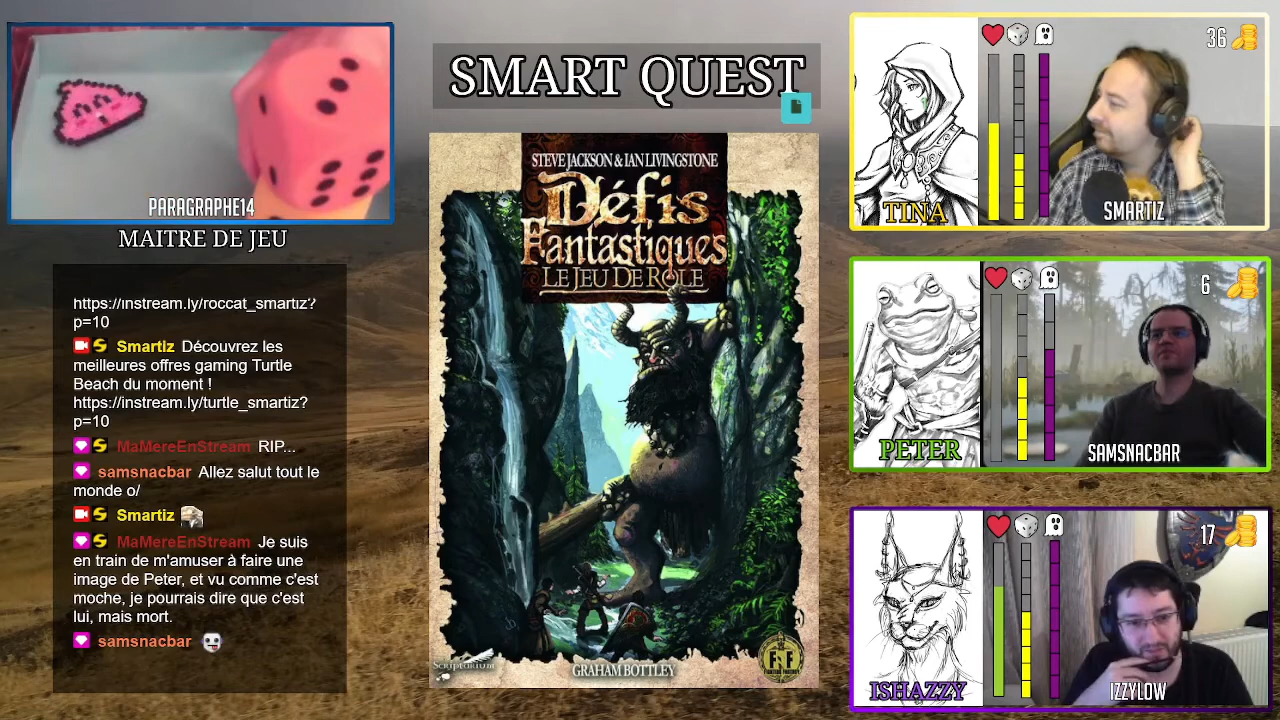 PARAGRAPHE14
MAITRE DE JEU
https://instream.ly/roccat_smartiz?
p=10
Smartiz Découvrez les
meilleures offres gaming Turtle
Beach du moment !
https://instream.ly/turtle_smartiz?
p=10
MaMereEnStream RIP...
samsnacbar Allez salut tout le
monde o/
Smartiz
MaMereEnStream Je suis
en train de m'amuser à faire une
image de Peter, et vu comme c'est
moche, je pourrais dire que c'est
lui, mais mort.
samsnacbar
SMART QUEST
STEVE JACKSON & IAN LIVINGSTONE
Défis
Fantastiques
LE JEU DE RÔLE
Scriptarium
GRAHAM BOTTLEY
FF
FIGHTING FANTASY
36
TINA
SMARTIZ
6
PETER
SAMSNACBAR
17
ISHAZZY
IZZYLOW